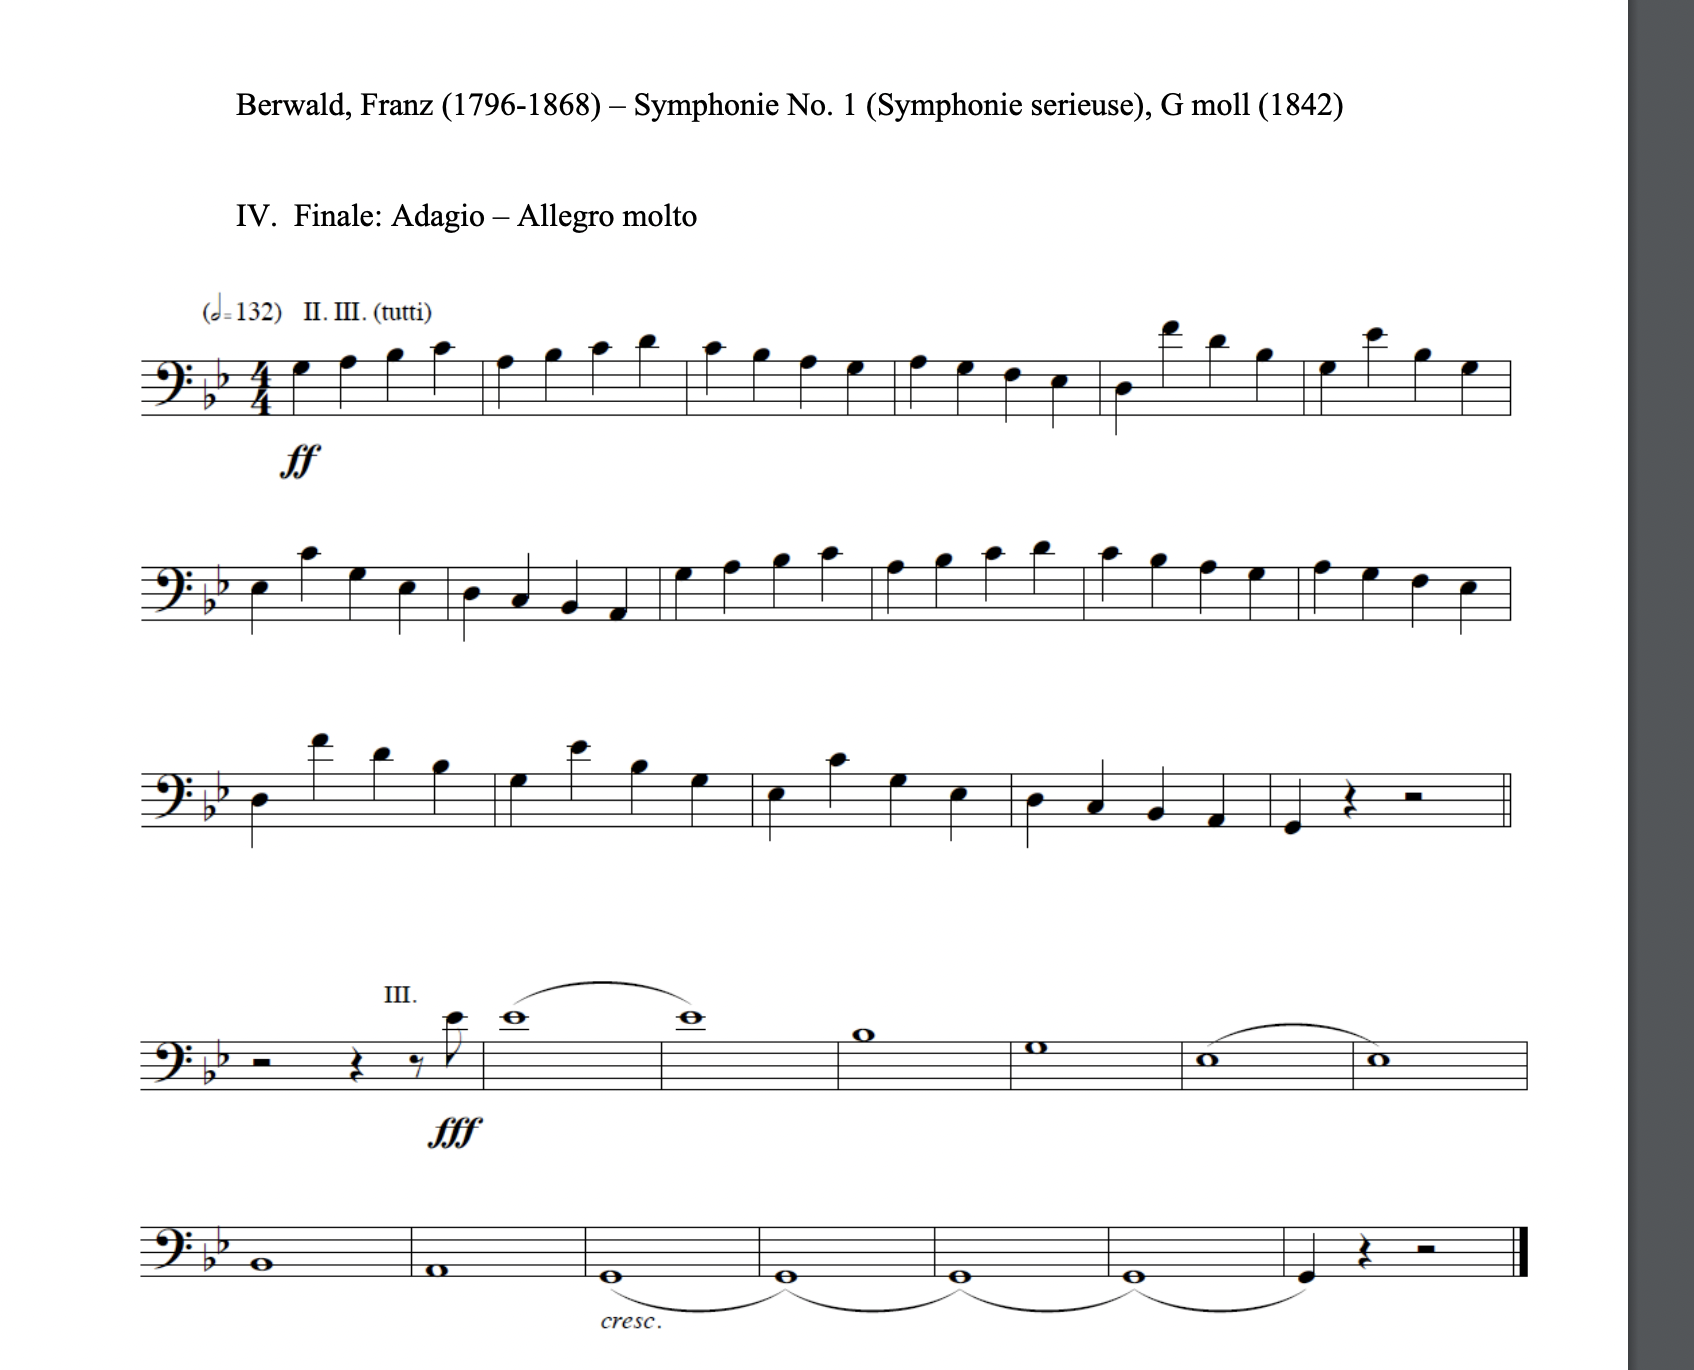 Berwald, Franz (1796-1868) – Symphonie No. 1 (Symphonie serieuse), G moll (1842)
IV. Finale: Adagio – Allegro molto
(𝅗𝅥=132) II. III. (tutti)
4
4
ff
III.
fff
cresc.